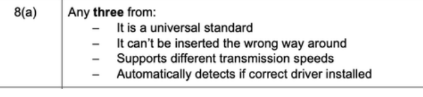 8(a) Any three from:
– It is a universal standard
– It can't be inserted the wrong way around
– Supports different transmission speeds
– Automatically detects if correct driver installed